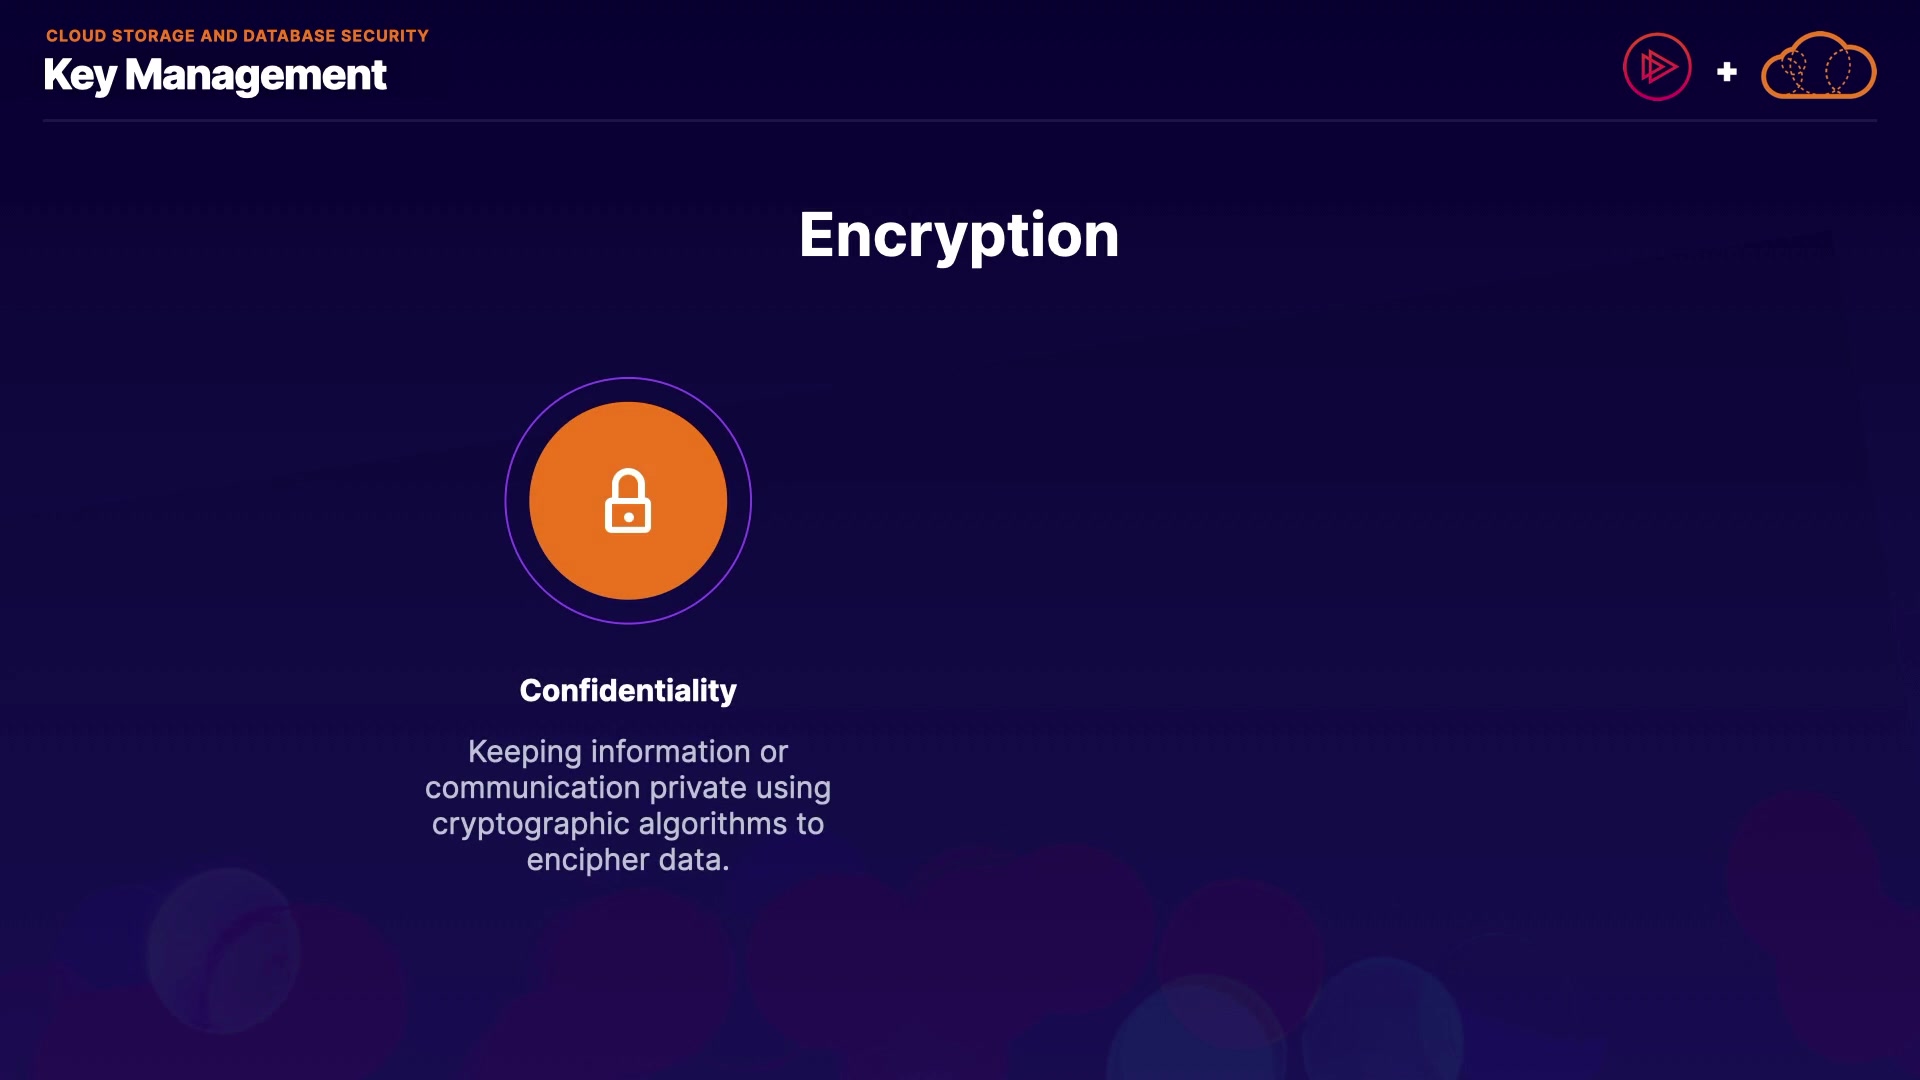 CLOUD STORAGE AND DATABASE SECURITY
Key Management
Encryption
Confidentiality
Keeping information or
communication private using
cryptographic algorithms to
encipher data.